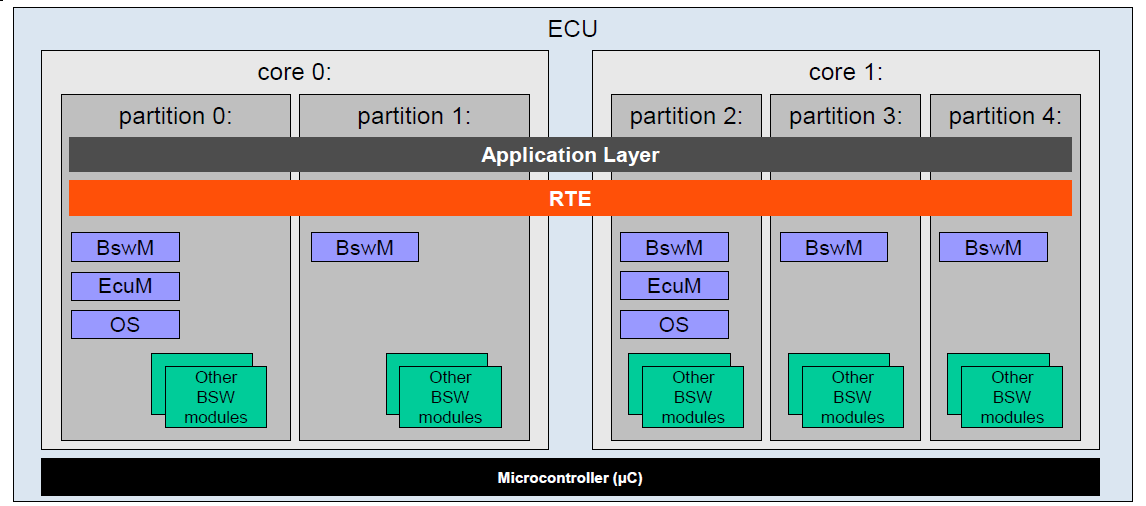 ECU
core 0:
core 1:
partition 0:
partition 1:
partition 2:
partition 3:
partition 4:
Application Layer
RTE
BswM
BswM
BswM
BswM
BswM
EcuM
EcuM
OS
OS
Other
BSW
modules
Other
BSW
modules
Other
BSW
modules
Other
BSW
modules
Other
BSW
modules
Microcontroller (µC)